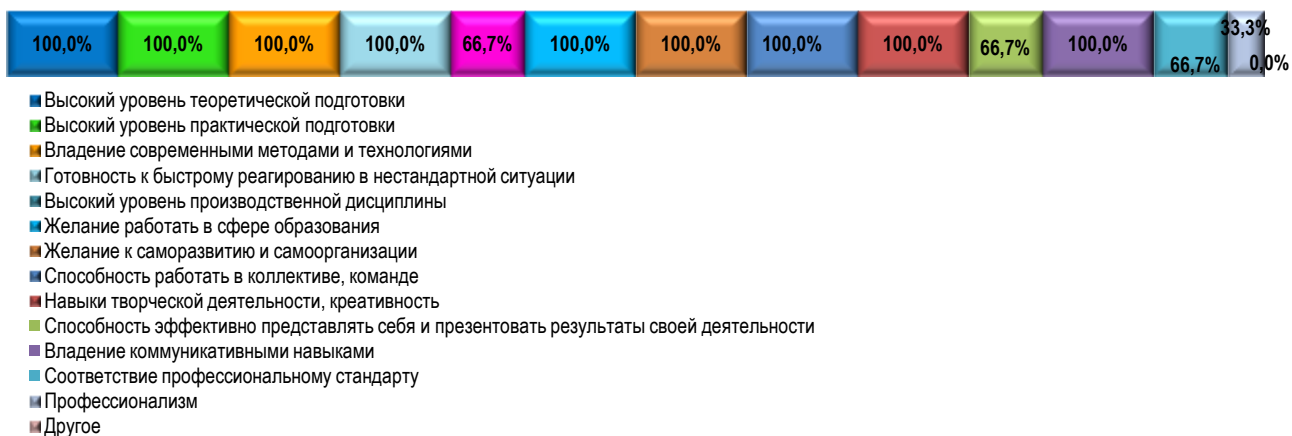 100,0% 100,0% 100,0% 100,0% 66,7% 100,0% 100,0% 100,0% 100,0% 66,7% 100,0% 66,7% 33,3% 0,0%
Высокий уровень теоретической подготовки
Высокий уровень практической подготовки
Владение современными методами и технологиями
Готовность к быстрому реагированию в нестандартной ситуации
Высокий уровень производственной дисциплины
Желание работать в сфере образования
Желание к саморазвитию и самоорганизации
Способность работать в коллективе, команде
Навыки творческой деятельности, креативность
Способность эффективно представлять себя и презентовать результаты своей деятельности
Владение коммуникативными навыками
Соответствие профессиональному стандарту
Профессионализм
Другое